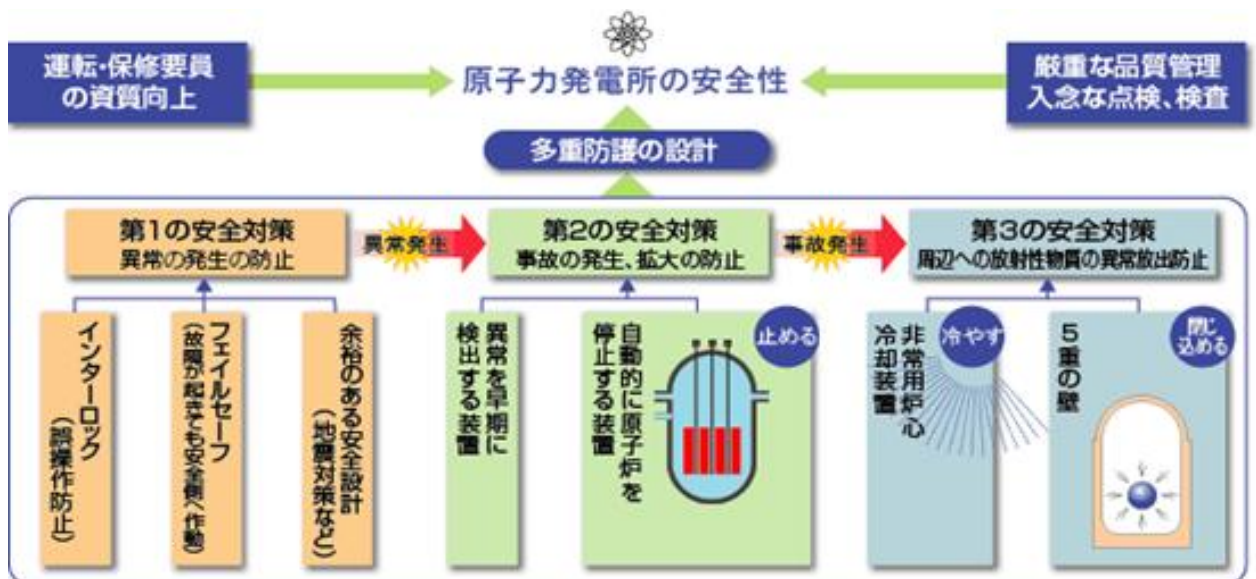 運転・保修要員
の資質向上
原子力発電所の安全性
厳重な品質管理
入念な点検、検査
多重防護の設計
第1の安全対策
異常の発生の防止
異常発生
第2の安全対策
事故の発生、拡大の防止
事故発生
第3の安全対策
周辺への放射性物質の異常放出防止
インターロック
(誤操作防止)
フェイルセーフ
(故障が起きても安全側へ作動)
余裕のある安全設計
(地震対策など)
異常を早期に
検出する装置
自動的に原子炉を
停止する装置
止める
非常用炉心
冷却装置
冷やす
5重の壁
閉じ
込める